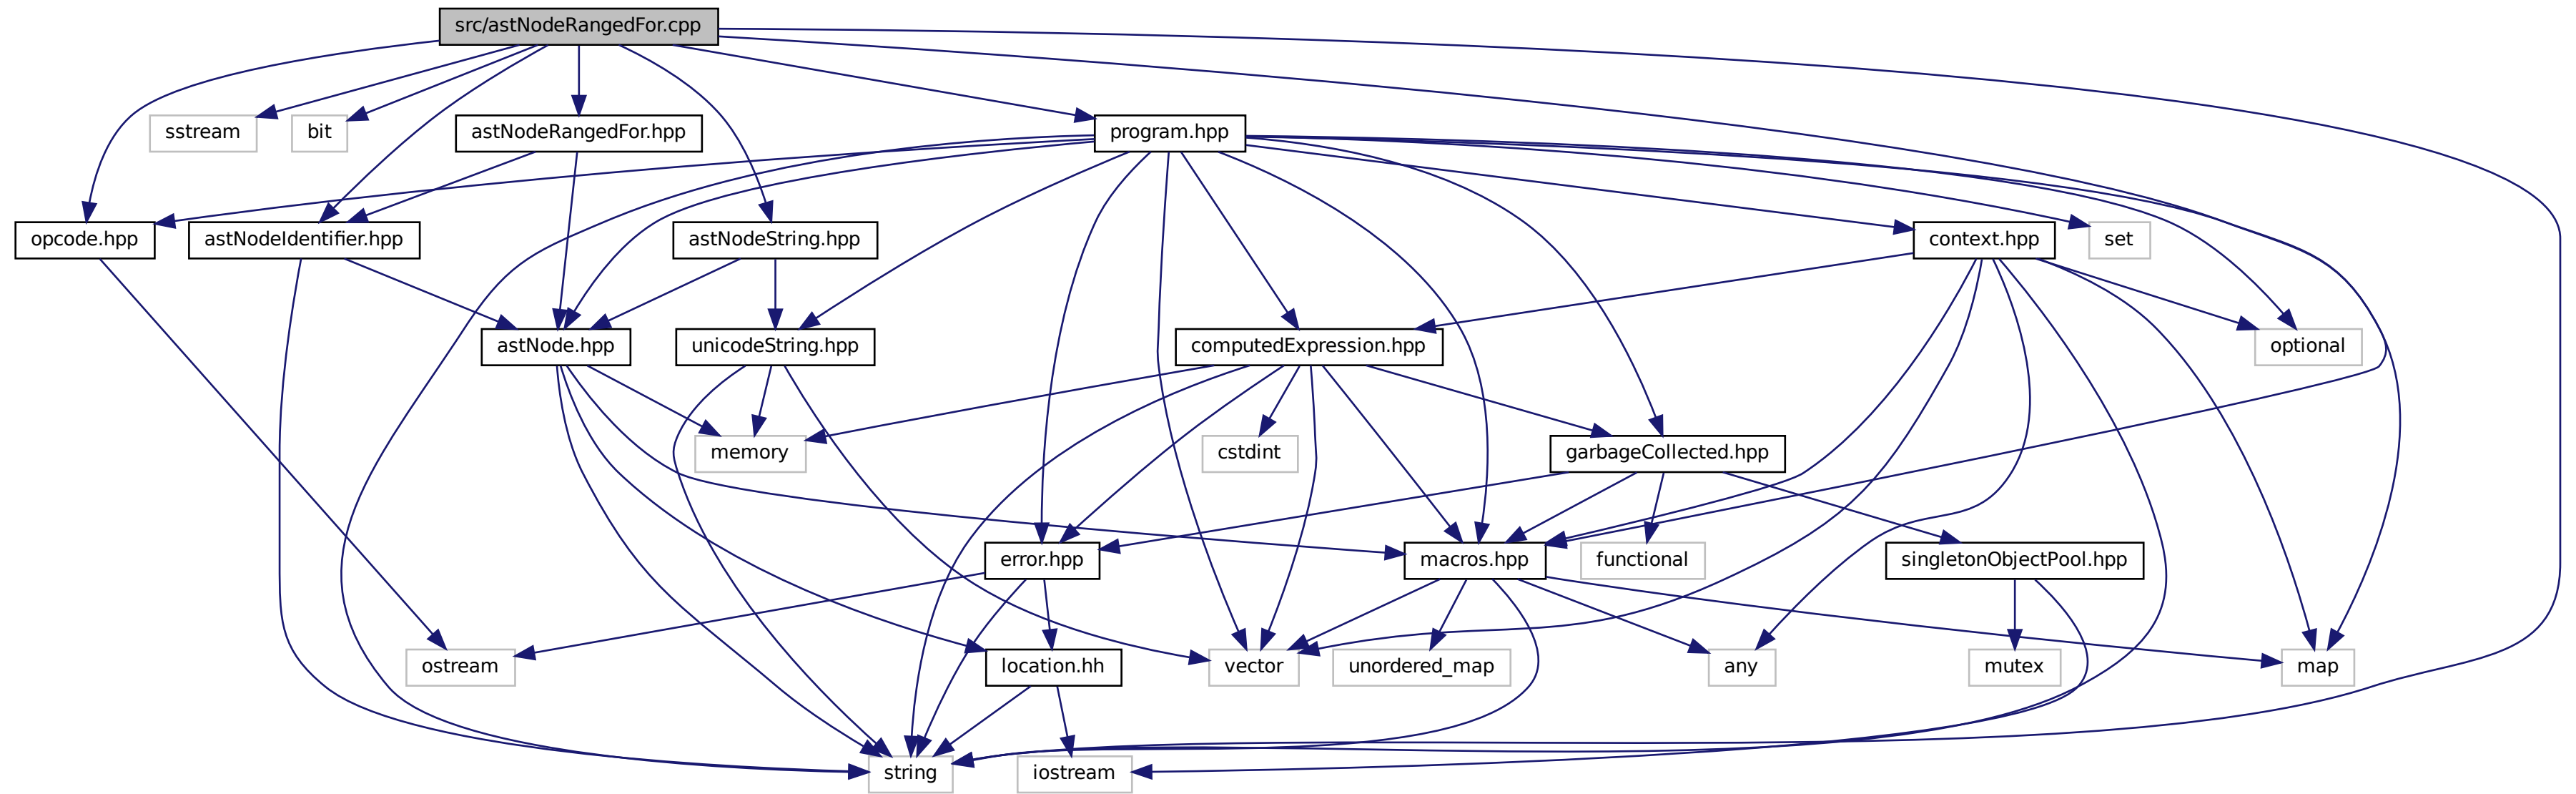 src/astNodeRangedFor.cpp
sstream
bit
astNodeRangedFor.hpp
program.hpp
opcode.hpp
astNodeIdentifier.hpp
astNodeString.hpp
context.hpp
set
astNode.hpp
unicodeString.hpp
computedExpression.hpp
optional
memory
cstdint
garbageCollected.hpp
error.hpp
macros.hpp
functional
singletonObjectPool.hpp
ostream
location.hh
vector
unordered_map
any
mutex
map
string
iostream